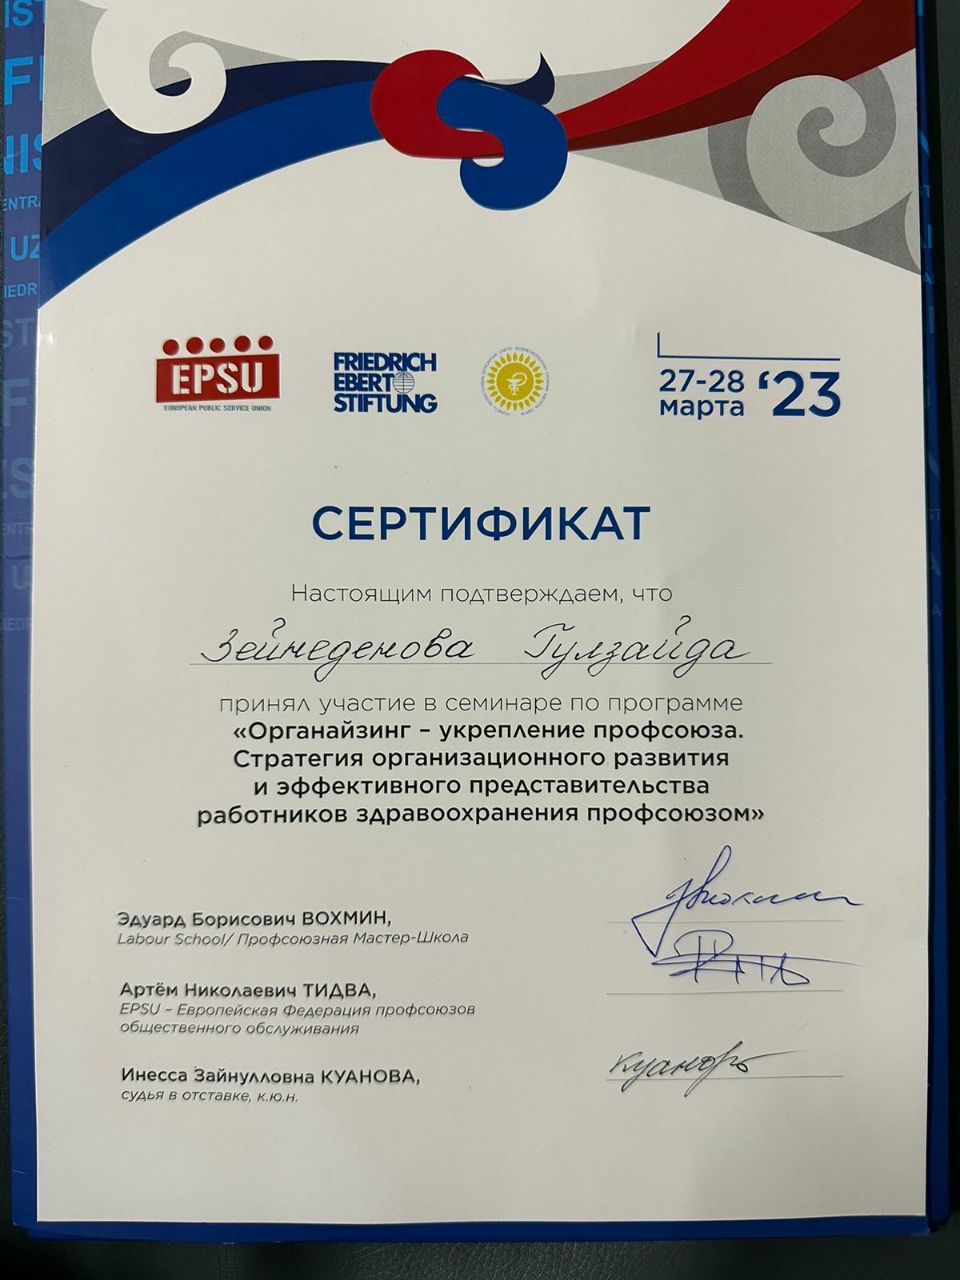 EPSU
EUROPEAN PUBLIC SERVICE UNION
FRIEDRICH
EBERT
STIFTUNG
27-28
марта
‘23
СЕРТИФИКАТ
Настоящим подтверждаем, что
Зейнеденова Гулзайда
принял участие в семинаре по программе
«Органайзинг – укрепление профсоюза.
Стратегия организационного развития
и эффективного представительства
работников здравоохранения профсоюзом»
Эдуард Борисович ВОХМИН,
Labour School/ Профсоюзная Мастер-Школа
Артём Николаевич ТИДВА,
EPSU – Европейская Федерация профсоюзов
общественного обслуживания
Инесса Зайнулловна КУАНОВА,
судья в отставке, к.ю.н.